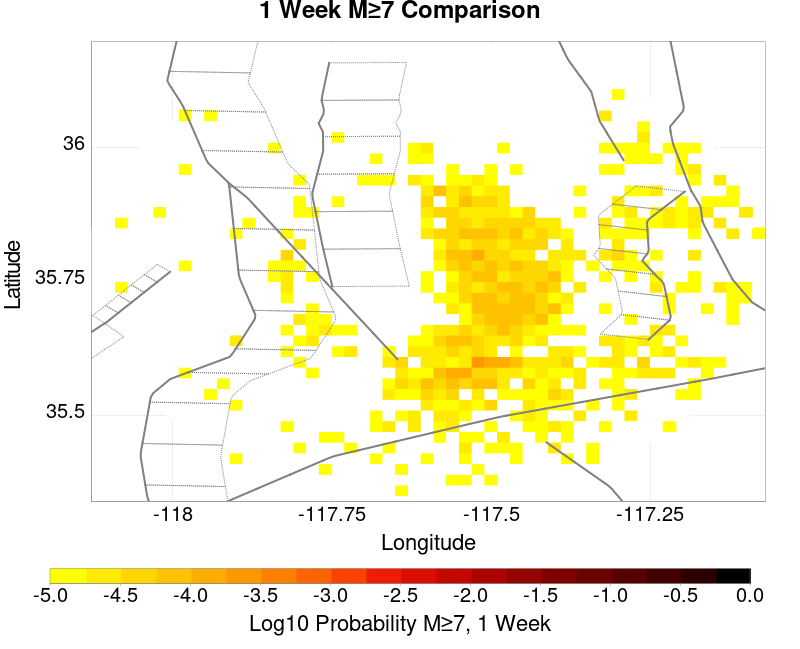 1 Week M≥7 Comparison
Latitude
36
35.75
35.5
-118 -117.75 -117.5 -117.25
Longitude
-5.0 -4.5 -4.0 -3.5 -3.0 -2.5 -2.0 -1.5 -1.0 -0.5 0.0
Log10 Probability M≥7, 1 Week